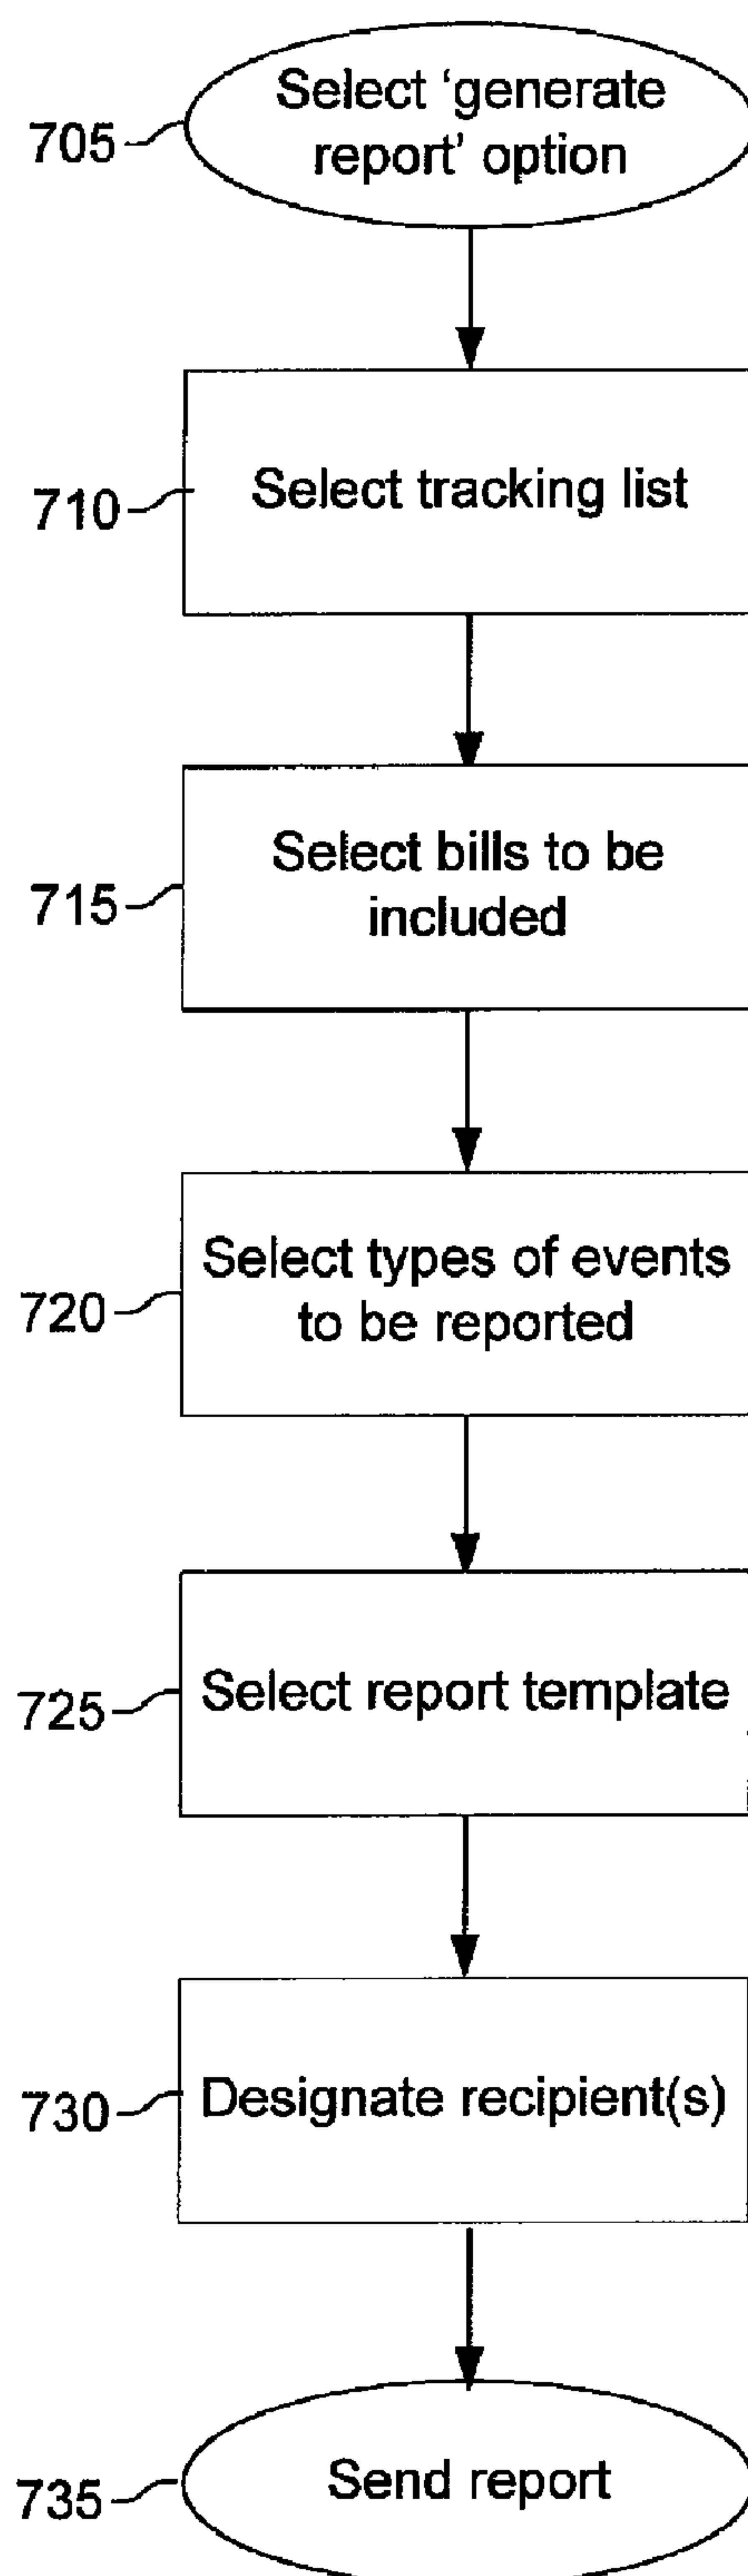 705
Select ‘generate
report’ option
710
Select tracking list
715
Select bills to be
included
720
Select types of events
to be reported
725
Select report template
730
Designate recipient(s)
735
Send report